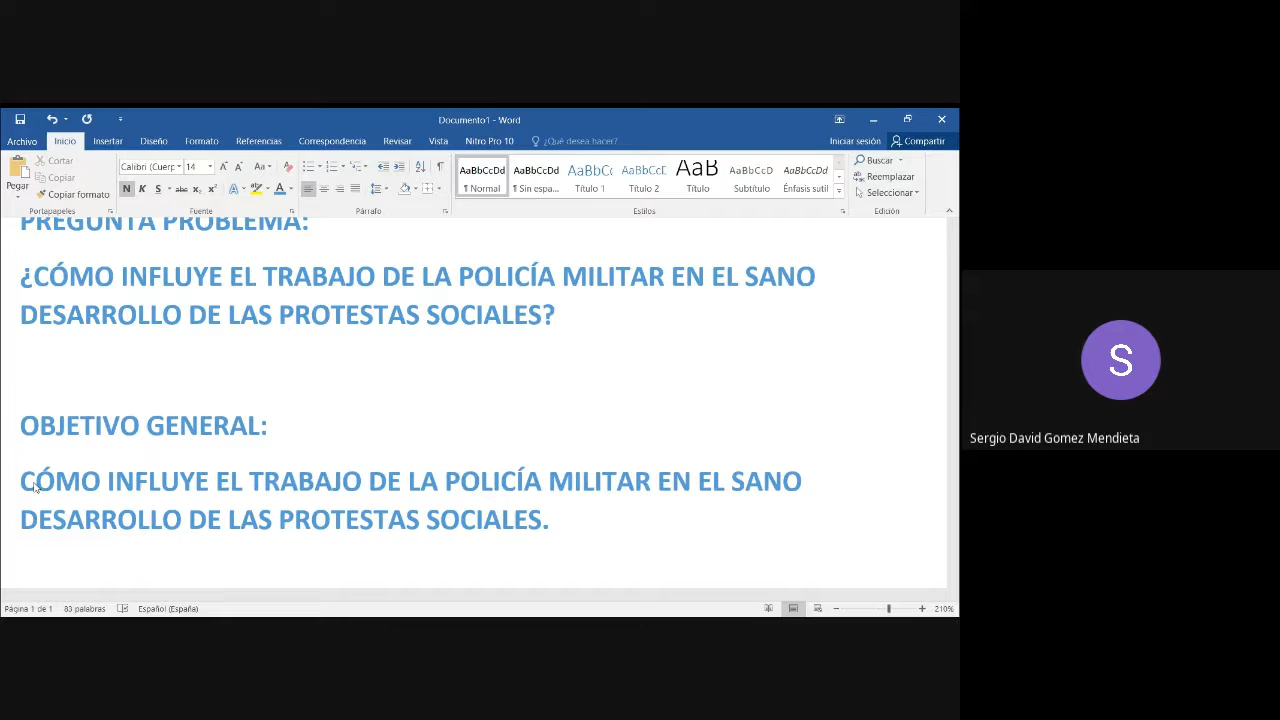 Documento1 - Word
Archivo Inicio Insertar Diseño Formato Referencias Correspondencia Revisar Vista Nitro Pro 10 ¿Qué desea hacer? Iniciar sesión Compartir
Pegar Cortar Copiar Copiar formato
Calibri (Cuerp 14 Aa
N K S abc x₂ x² A A
AaBbCcDd AaBbCcDd AaBbCc AaBbCcD AaB AaBbCcD AaBbCcDd
¶ Normal ¶ Sin espa... Título 1 Título 2 Título Subtítulo Énfasis sutil
Buscar
Reemplazar
Seleccionar
Portapapeles Fuente Párrafo Estilos Edición
PREGUNTA PROBLEMA:
¿CÓMO INFLUYE EL TRABAJO DE LA POLICÍA MILITAR EN EL SANO
DESARROLLO DE LAS PROTESTAS SOCIALES?
OBJETIVO GENERAL:
CÓMO INFLUYE EL TRABAJO DE LA POLICÍA MILITAR EN EL SANO
DESARROLLO DE LAS PROTESTAS SOCIALES.
Página 1 de 1 83 palabras Español (España) 210%
S
Sergio David Gomez Mendieta